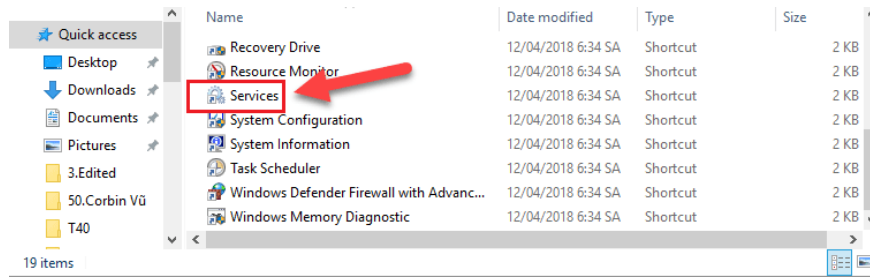 Name Date modified Type Size
Quick access
Desktop
Downloads
Documents
Pictures
3.Edited
50.Corbin Vũ
T40
Recovery Drive 12/04/2018 6:34 SA Shortcut 2 KB
Resource Monitor 12/04/2018 6:34 SA Shortcut 2 KB
Services 12/04/2018 6:34 SA Shortcut 2 KB
System Configuration 12/04/2018 6:34 SA Shortcut 2 KB
System Information 12/04/2018 6:34 SA Shortcut 2 KB
Task Scheduler 12/04/2018 6:34 SA Shortcut 2 KB
Windows Defender Firewall with Advanc... 12/04/2018 6:34 SA Shortcut 2 KB
Windows Memory Diagnostic 12/04/2018 6:34 SA Shortcut 2 KB
19 items